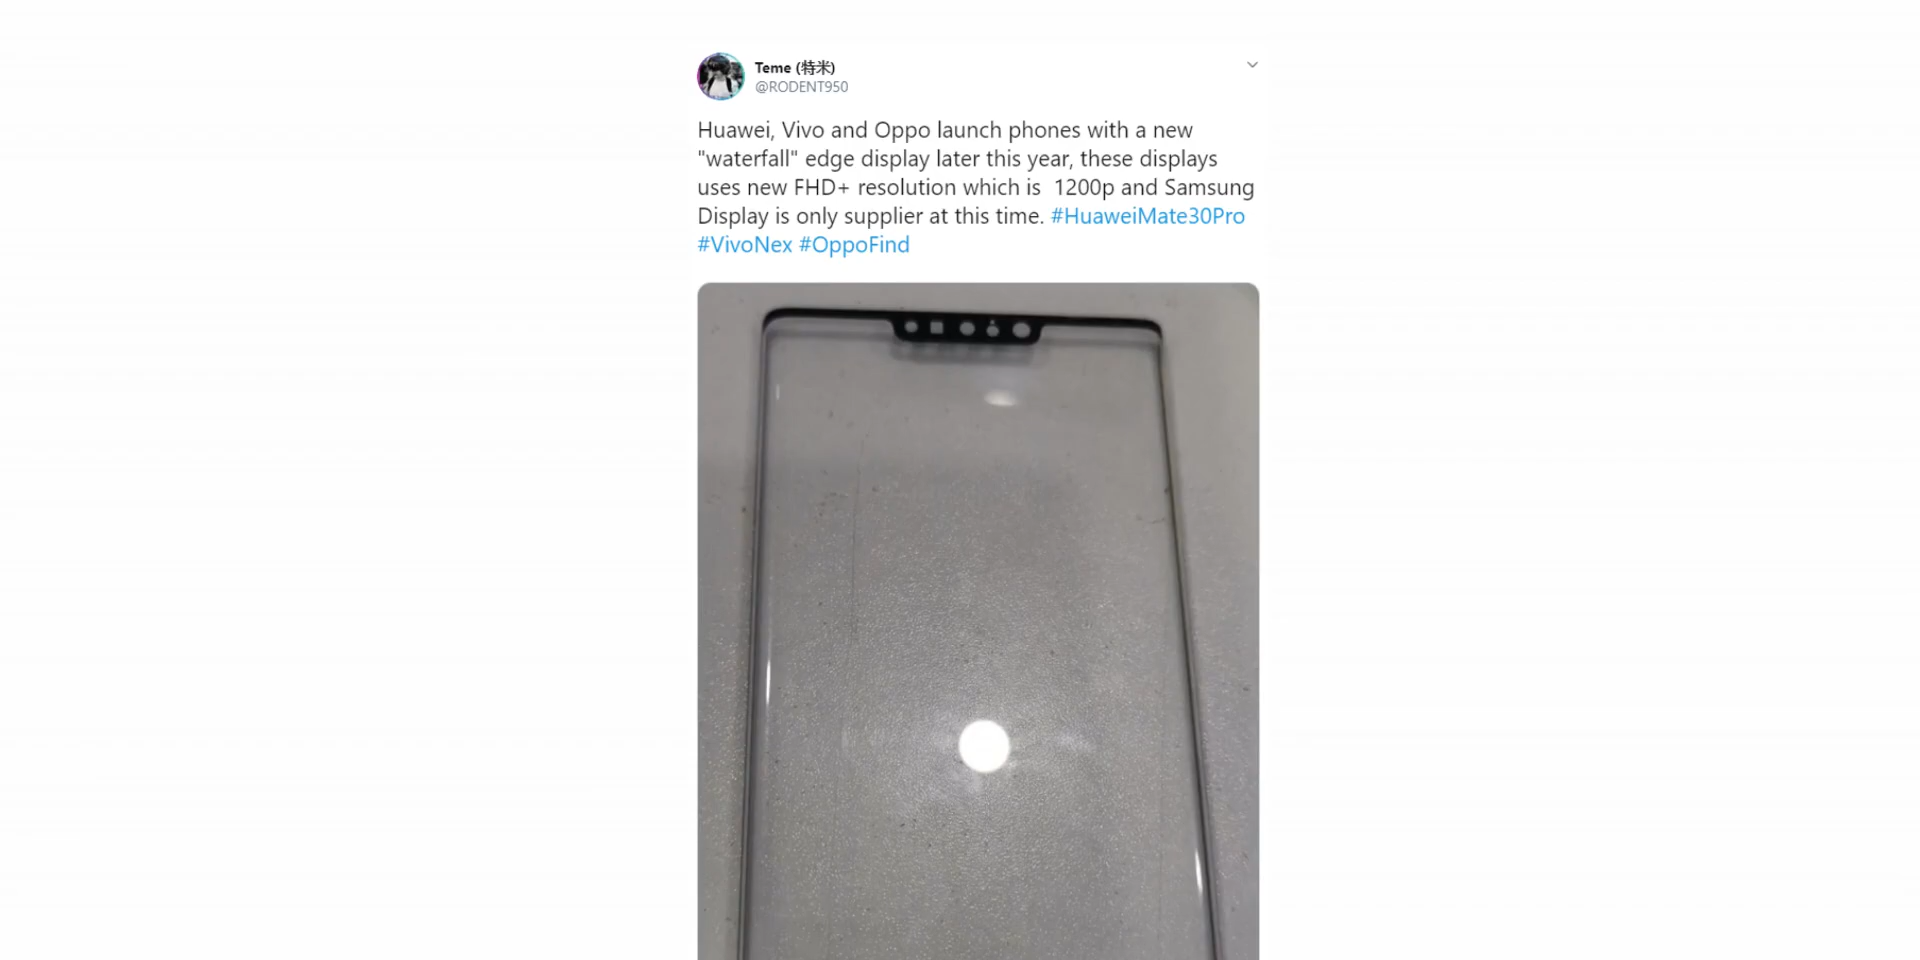 Teme (特米)
@RODENT950
Huawei, Vivo and Oppo launch phones with a new
"waterfall" edge display later this year, these displays
uses new FHD+ resolution which is  1200p and Samsung
Display is only supplier at this time. #HuaweiMate30Pro
#VivoNex #OppoFind